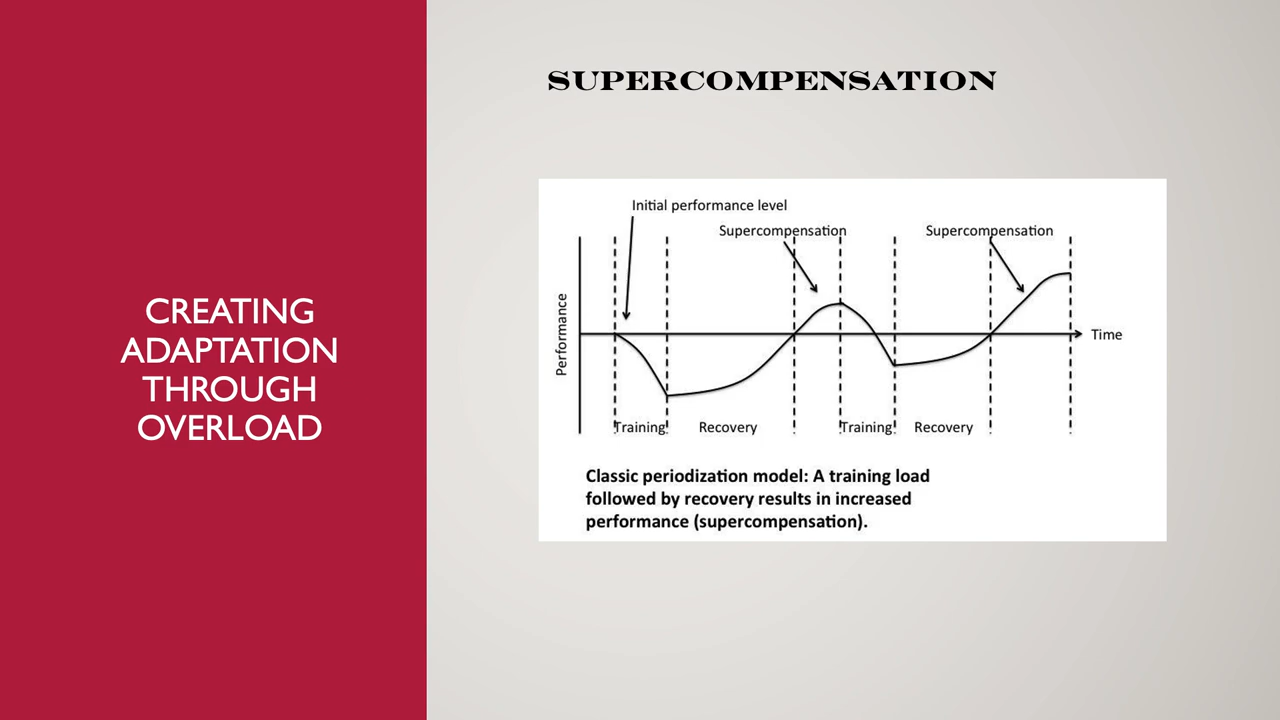 CREATING
ADAPTATION
THROUGH
OVERLOAD
SUPERCOMPENSATION
Initial performance level
Supercompensation
Supercompensation
Performance
Time
Training
Recovery
Training
Recovery
Classic periodization model: A training load
followed by recovery results in increased
performance (supercompensation).